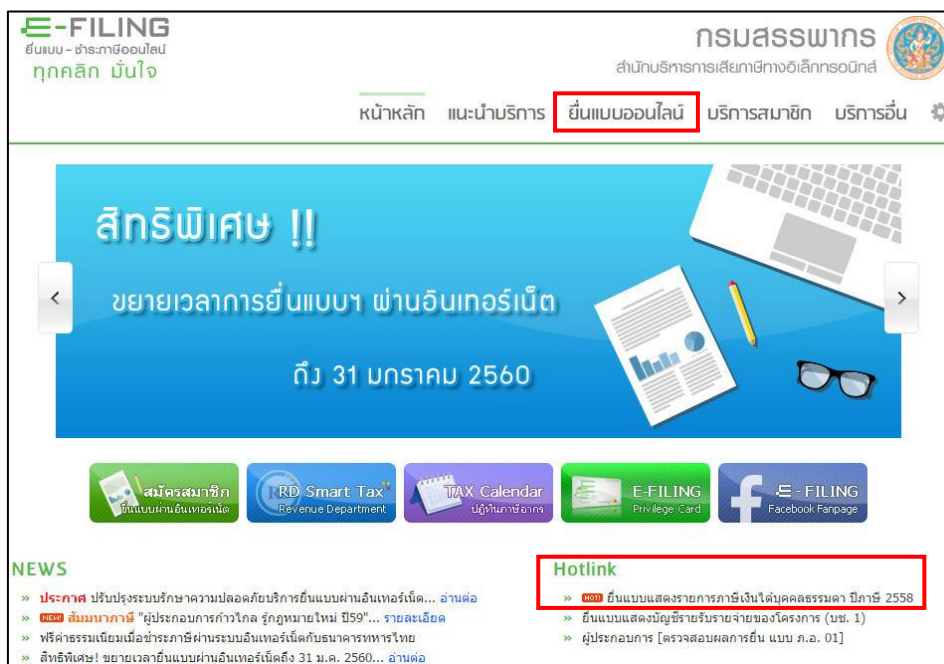 E-FILING
ยื่นแบบ - ชำระภาษีออนไลน์
ทุกคลิก มั่นใจ
กรมสรรพากร
สำนักบริหารการเสียภาษีทางอิเล็กทรอนิกส์
หน้าหลัก แนะนำบริการ ยื่นแบบออนไลน์ บริการสมาชิก บริการอื่น
สิทธิพิเศษ !!
ขยายเวลาการยื่นแบบฯ ผ่านอินเทอร์เน็ต
ถึง 31 มกราคม 2560
สมัครสมาชิก
ยื่นแบบผ่านอินเทอร์เน็ต
RD Smart Tax
Revenue Department
TAX Calendar
ปฏิทินภาษีอากร
E-FILING
Privilege Card
E-FILING
Facebook Fanpage
NEWS
» ประกาศ ปรับปรุงระบบรักษาความปลอดภัยบริการยื่นแบบผ่านอินเทอร์เน็ต... อ่านต่อ
» NEW! สัมมนาภาษี "ผู้ประกอบการก้าวไกล รู้กฎหมายใหม่ ปี59"... รายละเอียด
» ฟรีค่าธรรมเนียมเมื่อชำระภาษีผ่านระบบอินเทอร์เน็ตกับธนาคารทหารไทย
» สิทธิพิเศษ! ขยายเวลายื่นแบบผ่านอินเทอร์เน็ตถึง 31 ม.ค. 2560... อ่านต่อ
Hotlink
» HOT! ยื่นแบบแสดงรายการภาษีเงินได้บุคคลธรรมดา ปีภาษี 2558
» ยื่นแบบแสดงบัญชีรายรับรายจ่ายของโครงการ (บช. 1)
» ผู้ประกอบการ [ตรวจสอบผลการยื่น แบบ ภ.อ. 01]